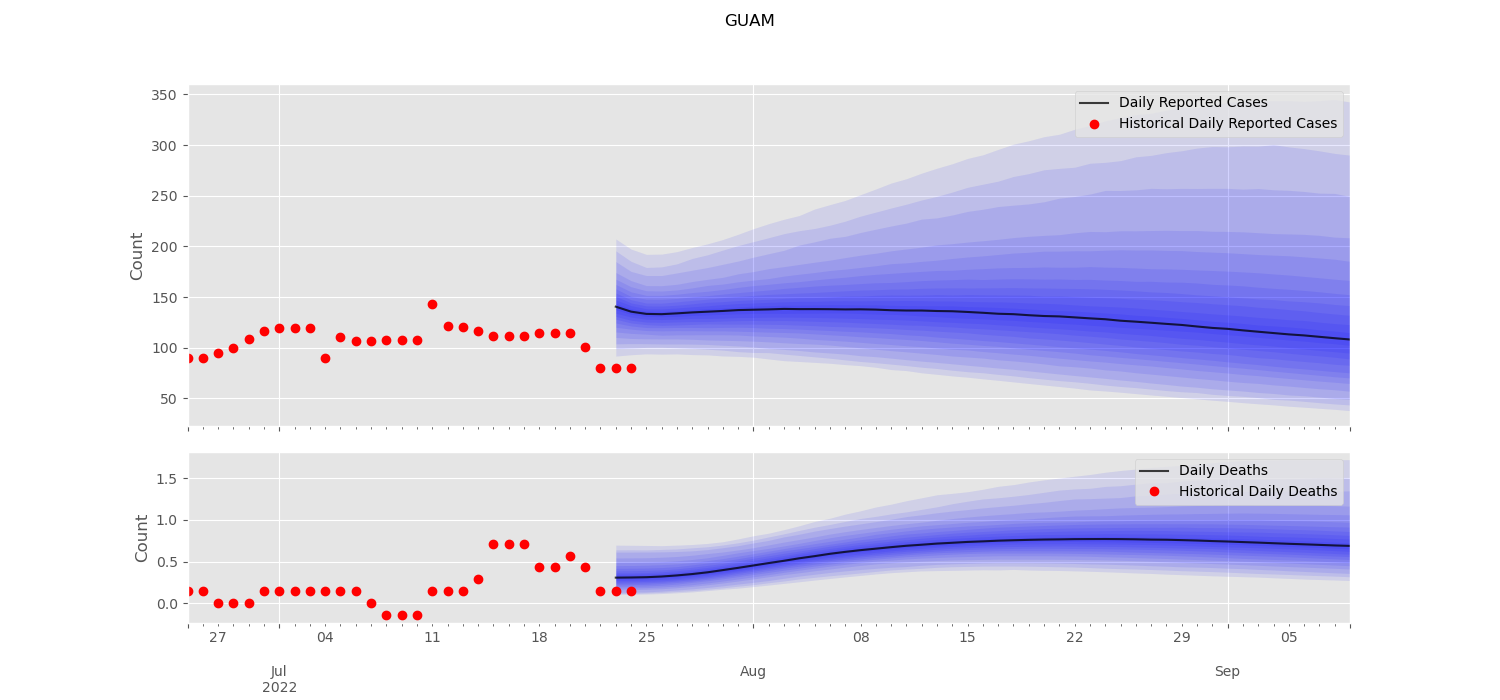 GUAM
350
300
250
200
150
100
50
Count
Daily Reported Cases
Historical Daily Reported Cases
1.5
1.0
0.5
0.0
Count
Daily Deaths
Historical Daily Deaths
27 04 11 18 25 08 15 22 29 05
Jul Aug Sep
2022